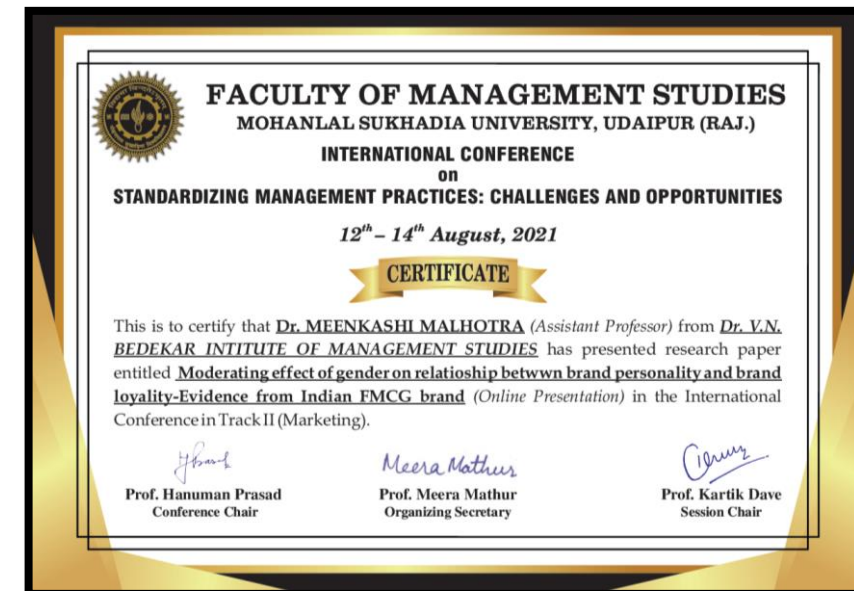 FACULTY OF MANAGEMENT STUDIES
MOHANLAL SUKHADIA UNIVERSITY, UDAIPUR (RAJ.)
INTERNATIONAL CONFERENCE
on
STANDARDIZING MANAGEMENT PRACTICES: CHALLENGES AND OPPORTUNITIES
12th – 14th August, 2021
CERTIFICATE
This is to certify that Dr. MEENKASHI MALHOTRA (Assistant Professor) from Dr. V.N.
BEDEKAR INTITUTE OF MANAGEMENT STUDIES has presented research paper
entitled Moderating effect of gender on relatioship betwwn brand personality and brand
loyality-Evidence from Indian FMCG brand (Online Presentation) in the International
Conference in Track II (Marketing).
Meera Mathur
Prof. Hanuman Prasad
Conference Chair
Prof. Meera Mathur
Organizing Secretary
Prof. Kartik Dave
Session Chair